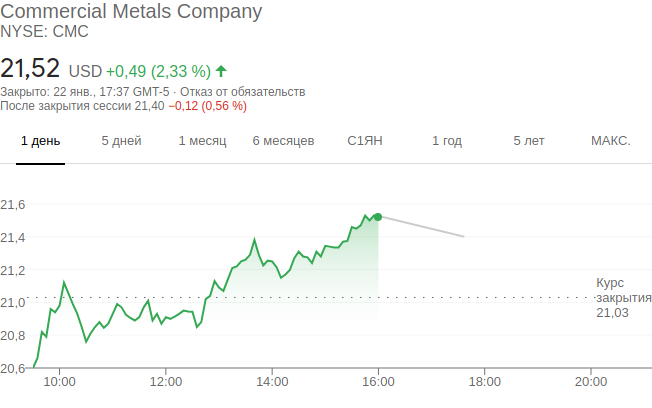 Commercial Metals Company
NYSE: CMC
21,52 USD +0,49 (2,33 %)
Закрыто: 22 янв., 17:37 GMT-5 · Отказ от обязательств
После закрытия сессии 21,40 −0,12 (0,56 %)
1 день 5 дней 1 месяц 6 месяцев С1ЯН 1 год 5 лет МАКС.
21,6
21,4
21,2
21,0
20,8
20,6
Курс
закрытия
21,03
10:00 12:00 14:00 16:00 18:00 20:00